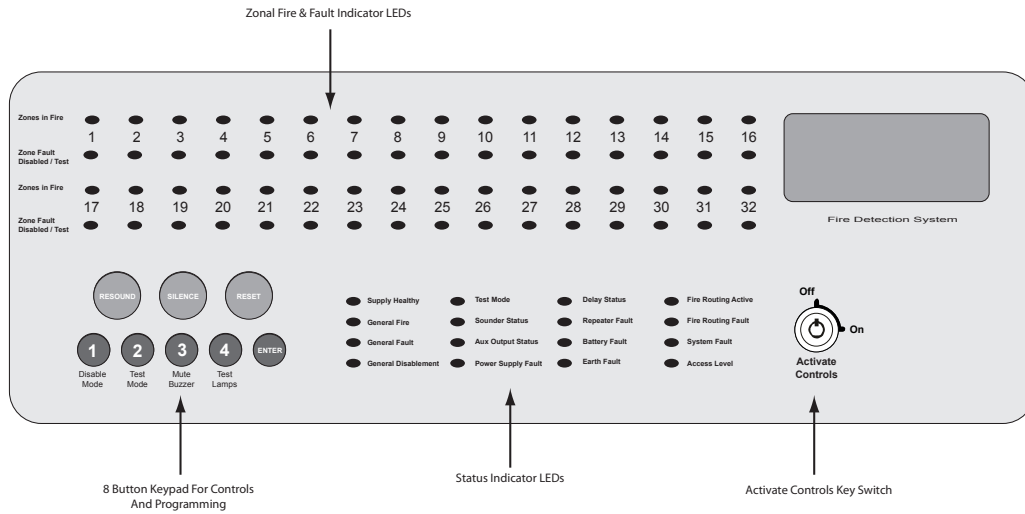 Zonal Fire & Fault Indicator LEDs
Zones in Fire
1 2 3 4 5 6 7 8 9 10 11 12 13 14 15 16
Zone Fault
Disabled / Test
Zones in Fire
17 18 19 20 21 22 23 24 25 26 27 28 29 30 31 32
Zone Fault
Disabled / Test
Fire Detection System
RESOUND SILENCE RESET
1 2 3 4 ENTER
Disable
Mode
Test
Mode
Mute
Buzzer
Test
Lamps
Supply Healthy
General Fire
General Fault
General Disablement
Test Mode
Sounder Status
Aux Output Status
Power Supply Fault
Delay Status
Repeater Fault
Battery Fault
Earth Fault
Fire Routing Active
Fire Routing Fault
System Fault
Access Level
Off
On
Activate
Controls
8 Button Keypad For Controls
And Programming
Status Indicator LEDs
Activate Controls Key Switch